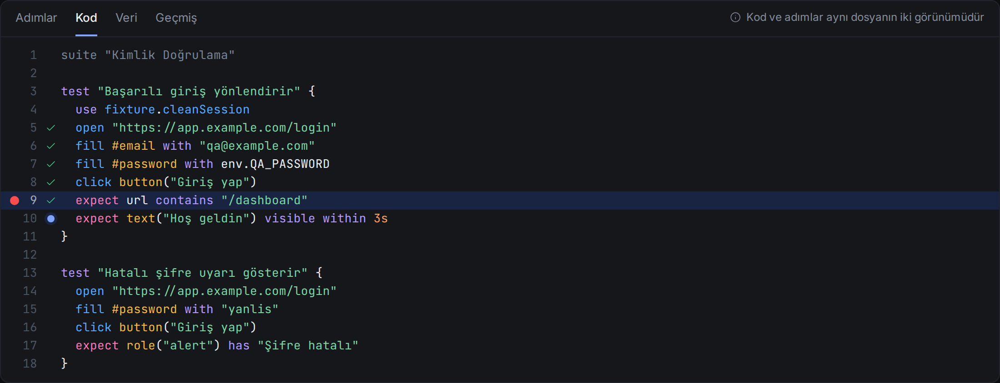 Adımlar Kod Veri Geçmiş Kod ve adımlar aynı dosyanın iki görünümüdür
1 suite "Kimlik Doğrulama"
2
3 test "Başarılı giriş yönlendirir" {
4 use fixture.cleanSession
5 open "https://app.example.com/login"
6 fill #email with "qa@example.com"
7 fill #password with env.QA_PASSWORD
8 click button("Giriş yap")
9 expect url contains "/dashboard"
10 expect text("Hoş geldin") visible within 3s
11 }
12
13 test "Hatalı şifre uyarı gösterir" {
14 open "https://app.example.com/login"
15 fill #password with "yanlis"
16 click button("Giriş yap")
17 expect role("alert") has "Şifre hatalı"
18 }